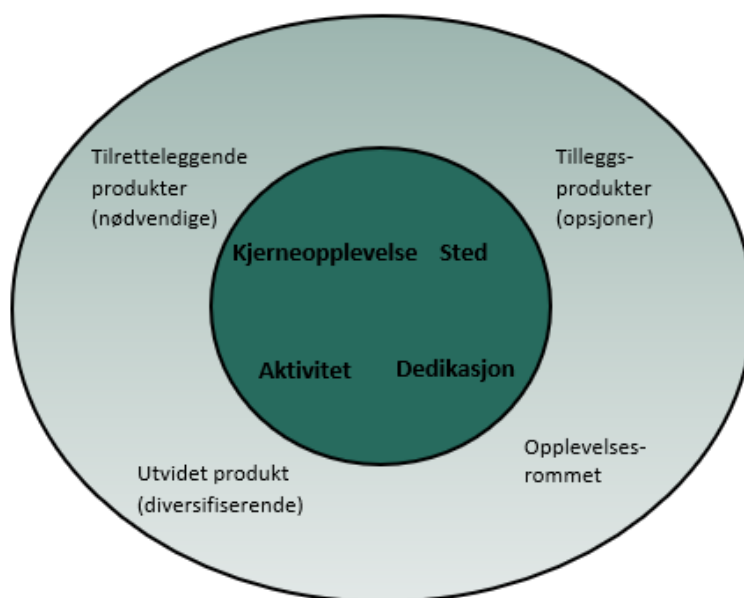 Tilretteleggende
produkter
(nødvendige)
Tilleggs-
produkter
(opsjoner)
Kjerneopplevelse Sted
Aktivitet Dedikasjon
Utvidet produkt
(diversifiserende)
Opplevelses-
rommet